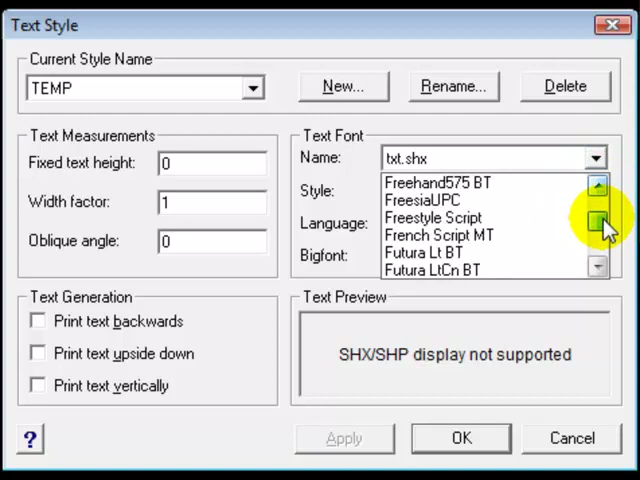 Text Style
Current Style Name
TEMP
New...
Rename...
Delete
Text Measurements
Fixed text height: 0
Width factor: 1
Oblique angle: 0
Text Font
Name: txt.shx
Style:
Language:
Bigfont:
Freehand575 BT
FreesiaUPC
Freestyle Script
French Script MT
Futura Lt BT
Futura LtCn BT
Text Generation
Print text backwards
Print text upside down
Print text vertically
Text Preview
SHX/SHP display not supported
?
Apply
OK
Cancel